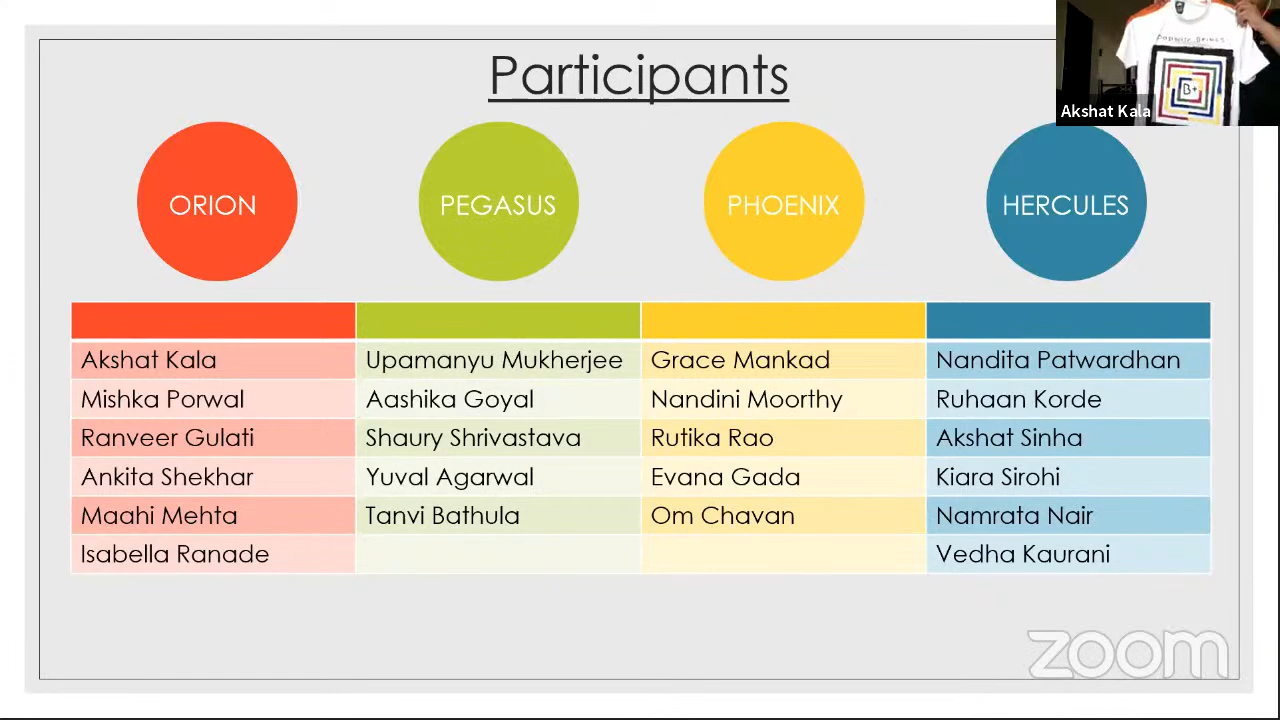 Participants
Akshat Kala
B+
ORION PEGASUS PHOENIX HERCULES
Akshat Kala Upamanyu Mukherjee Grace Mankad Nandita Patwardhan
Mishka Porwal Aashika Goyal Nandini Moorthy Ruhaan Korde
Ranveer Gulati Shaury Shrivastava Rutika Rao Akshat Sinha
Ankita Shekhar Yuval Agarwal Evana Gada Kiara Sirohi
Maahi Mehta Tanvi Bathula Om Chavan Namrata Nair
Isabella Ranade Vedha Kaurani
zoom